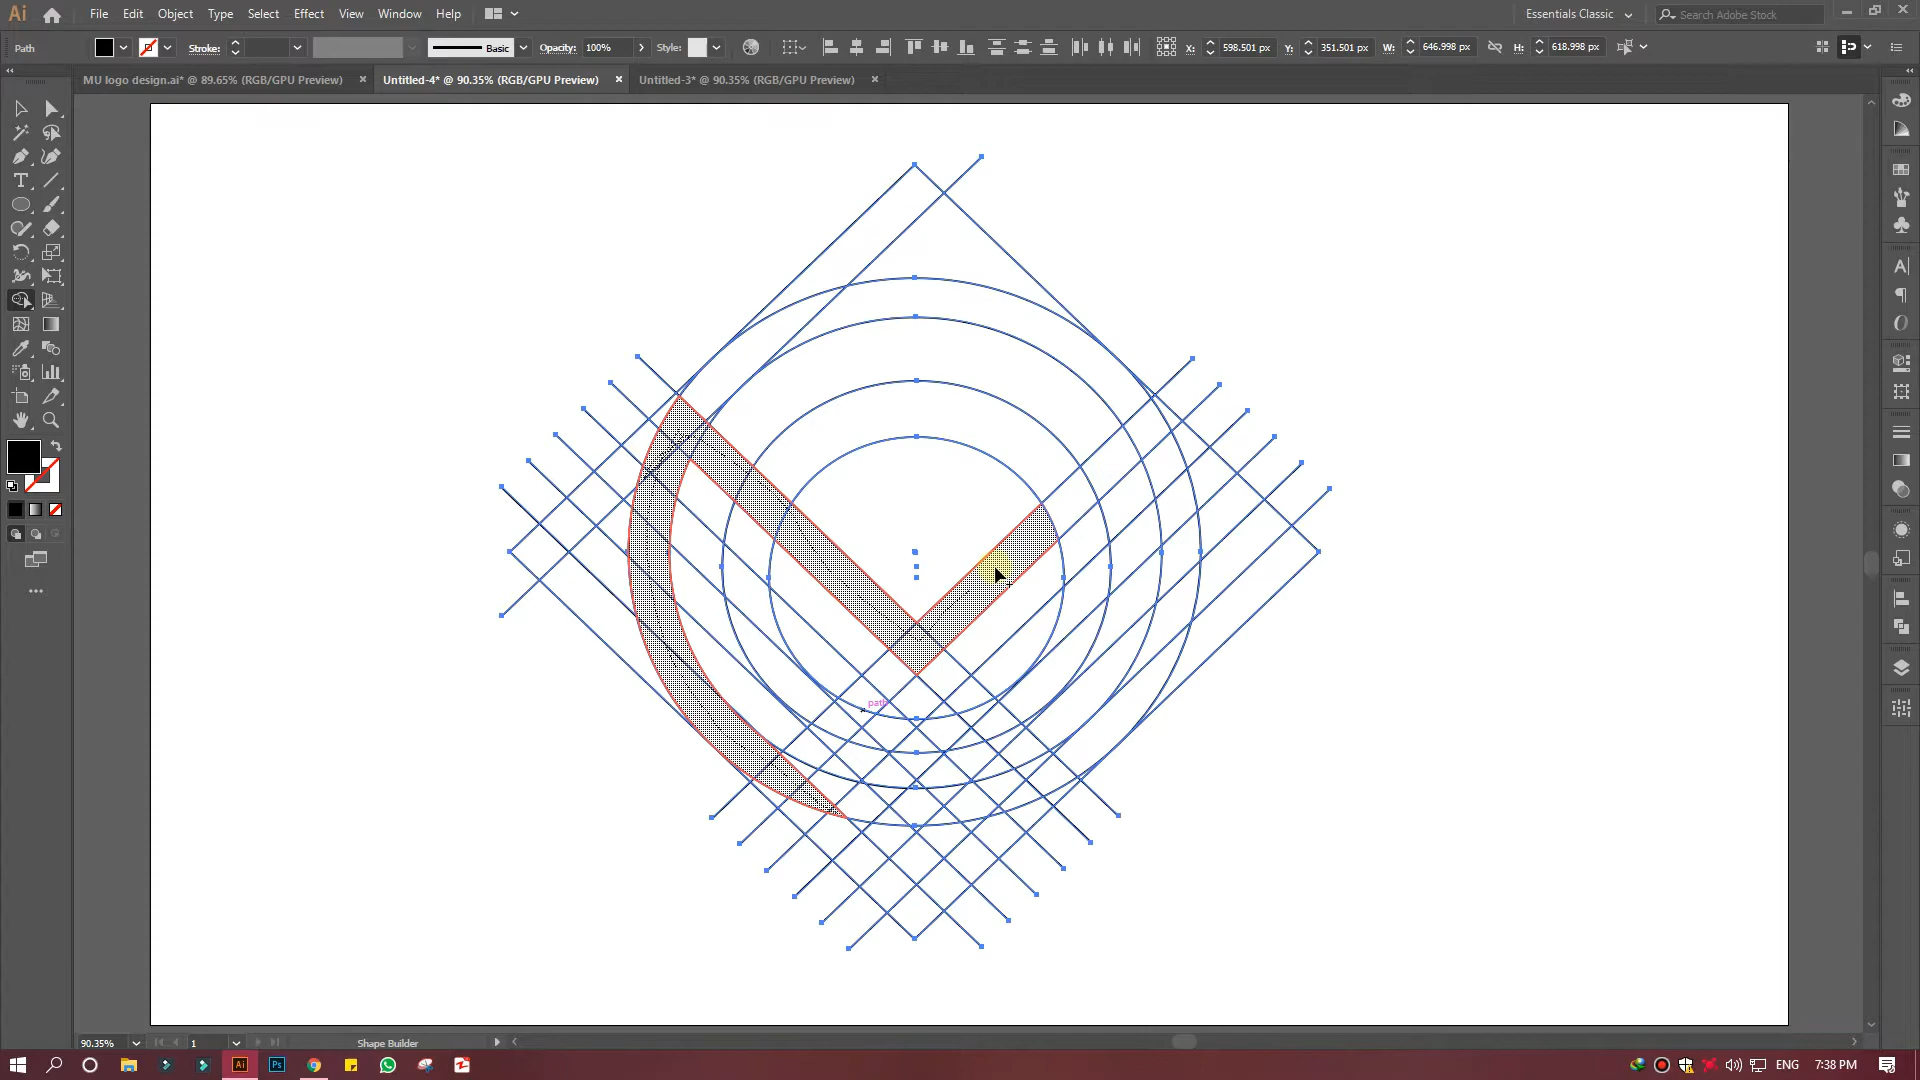 Ai File Edit Object Type Select Effect View Window Help Essentials Classic Search Adobe Stock
Path Stroke: Basic Opacity: 100% Style: X: 598.501 px Y: 351.501 px W: 646.998 px H: 618.998 px
MU logo design.ai* @ 89.65% (RGB/GPU Preview) × Untitled-4* @ 90.35% (RGB/GPU Preview) × Untitled-3* @ 90.35% (RGB/GPU Preview) ×
path
90.35% 1 Shape Builder
Ai Ps ENG 7:38 PM